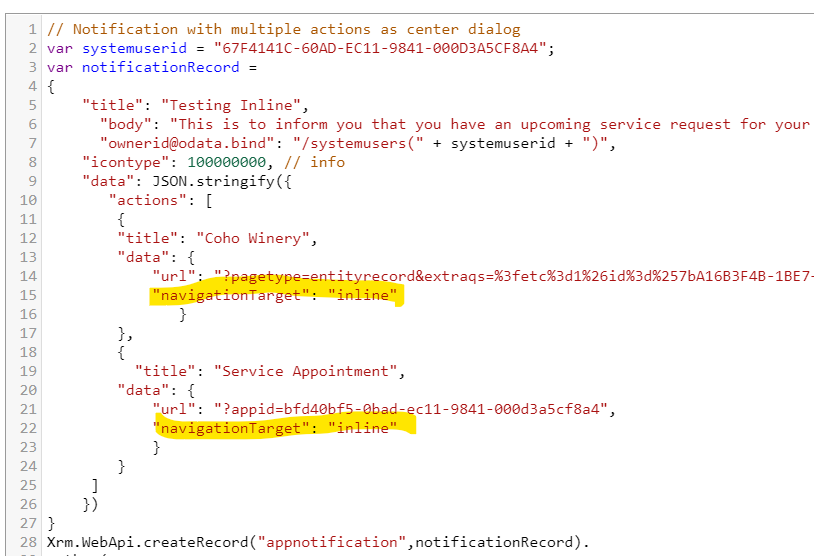 1 // Notification with multiple actions as center dialog
2 var systemuserid = "67F4141C-60AD-EC11-9841-000D3A5CF8A4";
3 var notificationRecord =
4 {
5 "title": "Testing Inline",
6 "body": "This is to inform you that you have an upcoming service request for your
7 "ownerid@odata.bind": "/systemusers(" + systemuserid + ")",
8 "icontype": 100000000, // info
9 "data": JSON.stringify({
10 "actions": [
11 {
12 "title": "Coho Winery",
13 "data": {
14 "url": "?pagetype=entityrecord&extraqs=%3fetc%3d1%26id%3d%257bA16B3F4B-1BE7-
15 "navigationTarget": "inline"
16 }
17 },
18 {
19 "title": "Service Appointment",
20 "data": {
21 "url": "?appid=bfd40bf5-0bad-ec11-9841-000d3a5cf8a4",
22 "navigationTarget": "inline"
23 }
24 }
25 ]
26 })
27 }
28 Xrm.WebApi.createRecord("appnotification",notificationRecord).